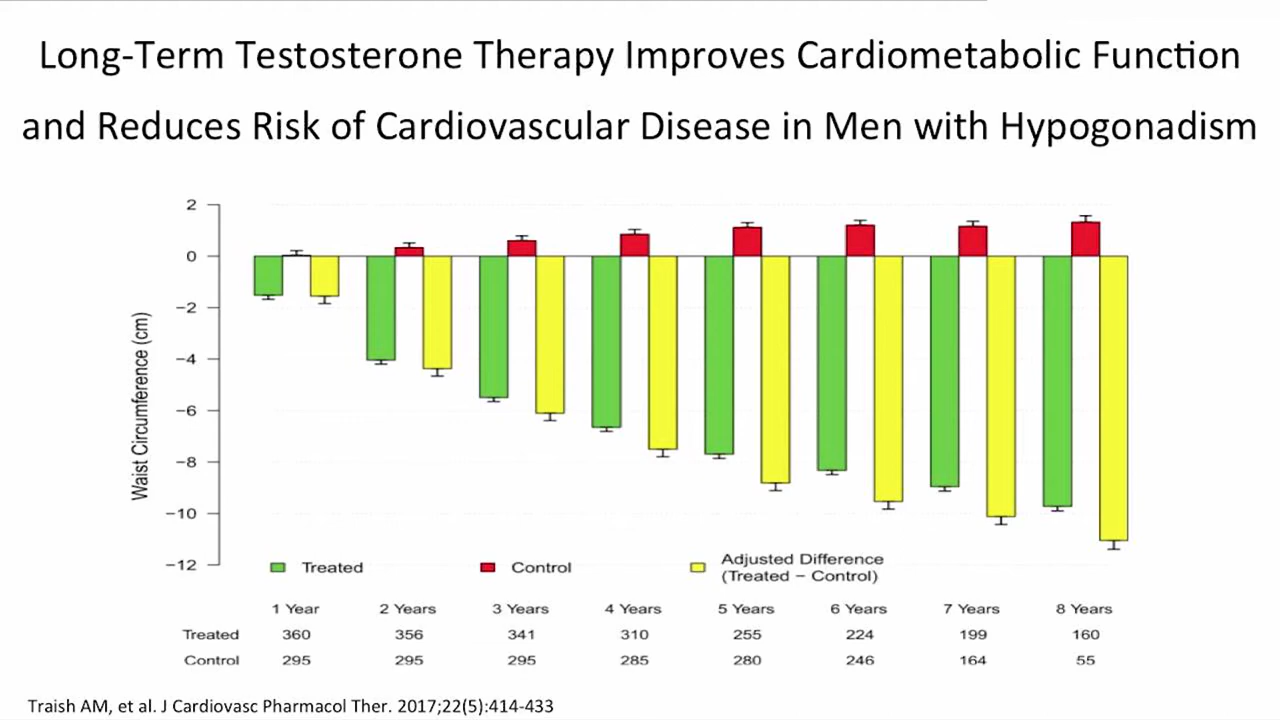 Long-Term Testosterone Therapy Improves Cardiometabolic Function
and Reduces Risk of Cardiovascular Disease in Men with Hypogonadism
Waist Circumference (cm)
2
0
−2
−4
−6
−8
−10
−12
Treated
Control
Adjusted Difference
(Treated − Control)
1 Year 2 Years 3 Years 4 Years 5 Years 6 Years 7 Years 8 Years
Treated 360 356 341 310 255 224 199 160
Control 295 295 295 285 280 246 164 55
Traish AM, et al. J Cardiovasc Pharmacol Ther. 2017;22(5):414-433